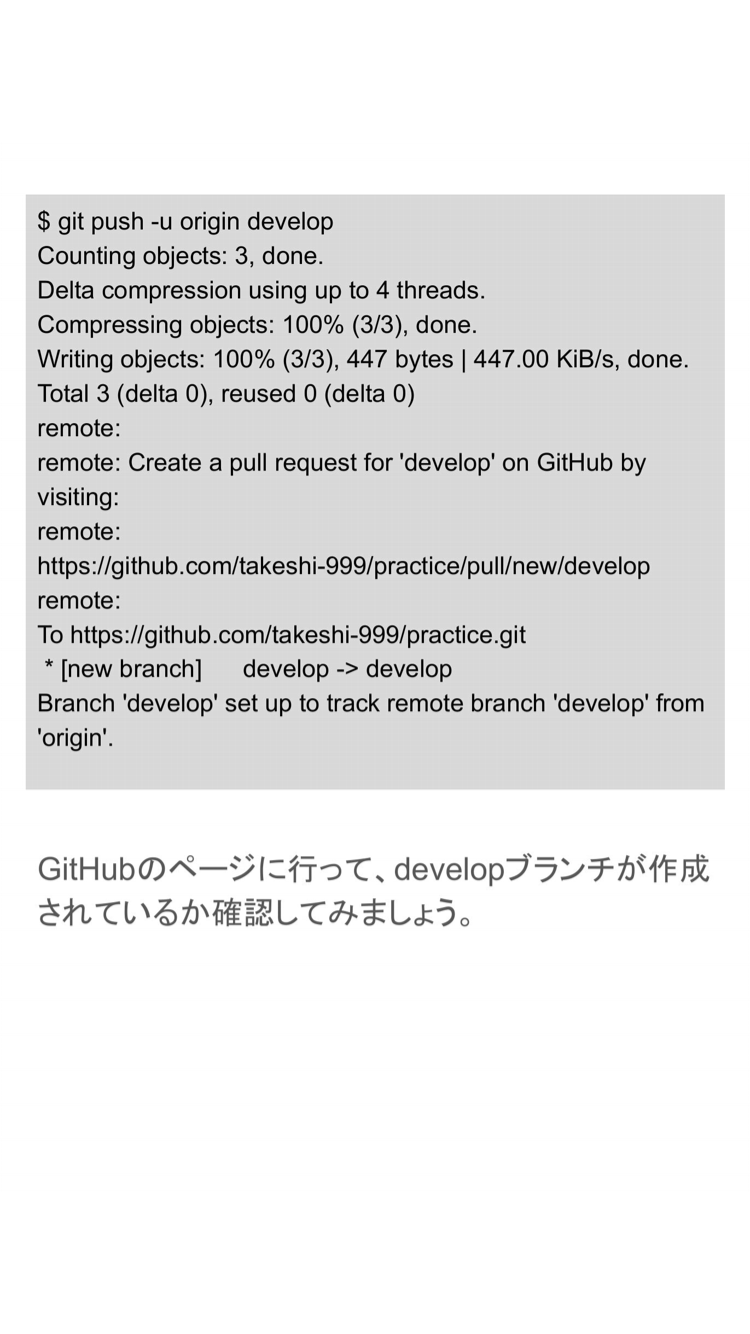 $ git push -u origin develop
Counting objects: 3, done.
Delta compression using up to 4 threads.
Compressing objects: 100% (3/3), done.
Writing objects: 100% (3/3), 447 bytes | 447.00 KiB/s, done.
Total 3 (delta 0), reused 0 (delta 0)
remote:
remote: Create a pull request for 'develop' on GitHub by
visiting:
remote:
https://github.com/takeshi-999/practice/pull/new/develop
remote:
To https://github.com/takeshi-999/practice.git
* [new branch]      develop -> develop
Branch 'develop' set up to track remote branch 'develop' from
'origin'.
GitHubのページに行って、developブランチが作成
されているか確認してみましょう。